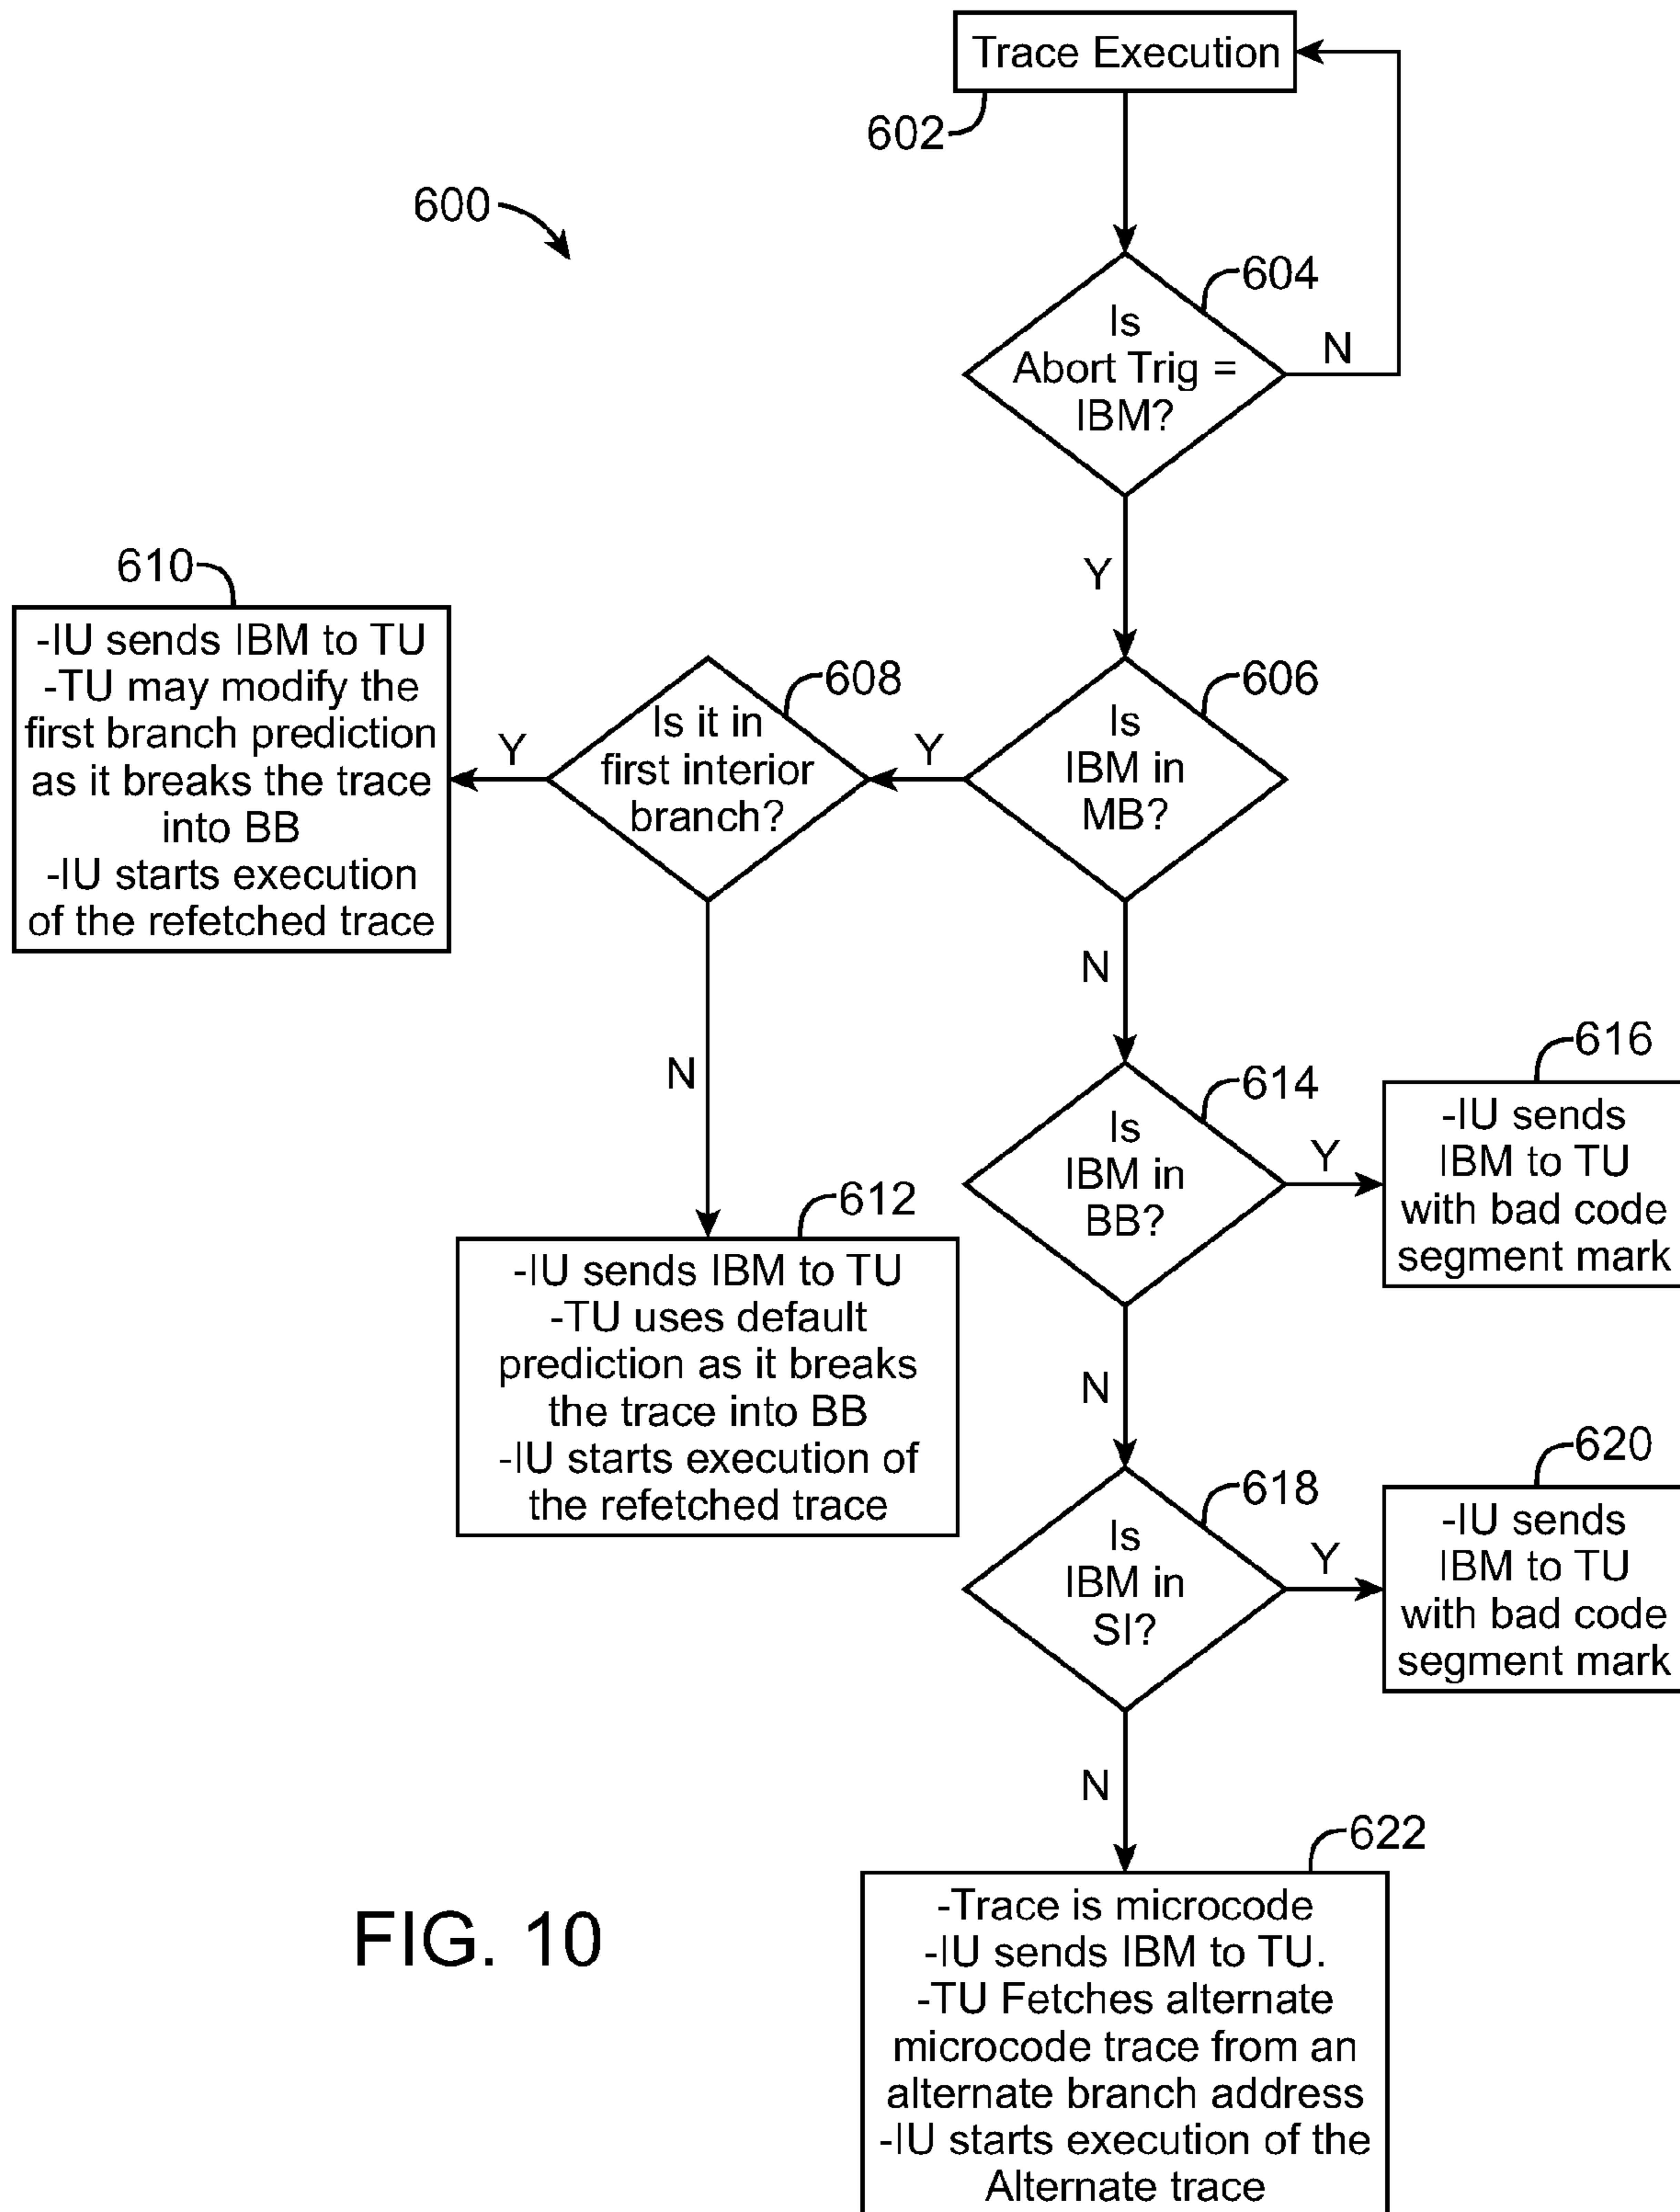 Trace Execution
602
600
604
Is
Abort Trig =
IBM?
N
Y
610
-IU sends IBM to TU
-TU may modify the
first branch prediction
as it breaks the trace
into BB
-IU starts execution
of the refetched trace
Y
608
Is it in
first interior
branch?
Y
606
Is
IBM in
MB?
N
N
612
-IU sends IBM to TU
-TU uses default
prediction as it breaks
the trace into BB
-IU starts execution of
the refetched trace
614
Is
IBM in
BB?
Y
616
-IU sends
IBM to TU
with bad code
segment mark
N
618
Is
IBM in
SI?
Y
620
-IU sends
IBM to TU
with bad code
segment mark
N
622
-Trace is microcode
-IU sends IBM to TU.
-TU Fetches alternate
microcode trace from an
alternate branch address
-IU starts execution of the
Alternate trace
FIG. 10